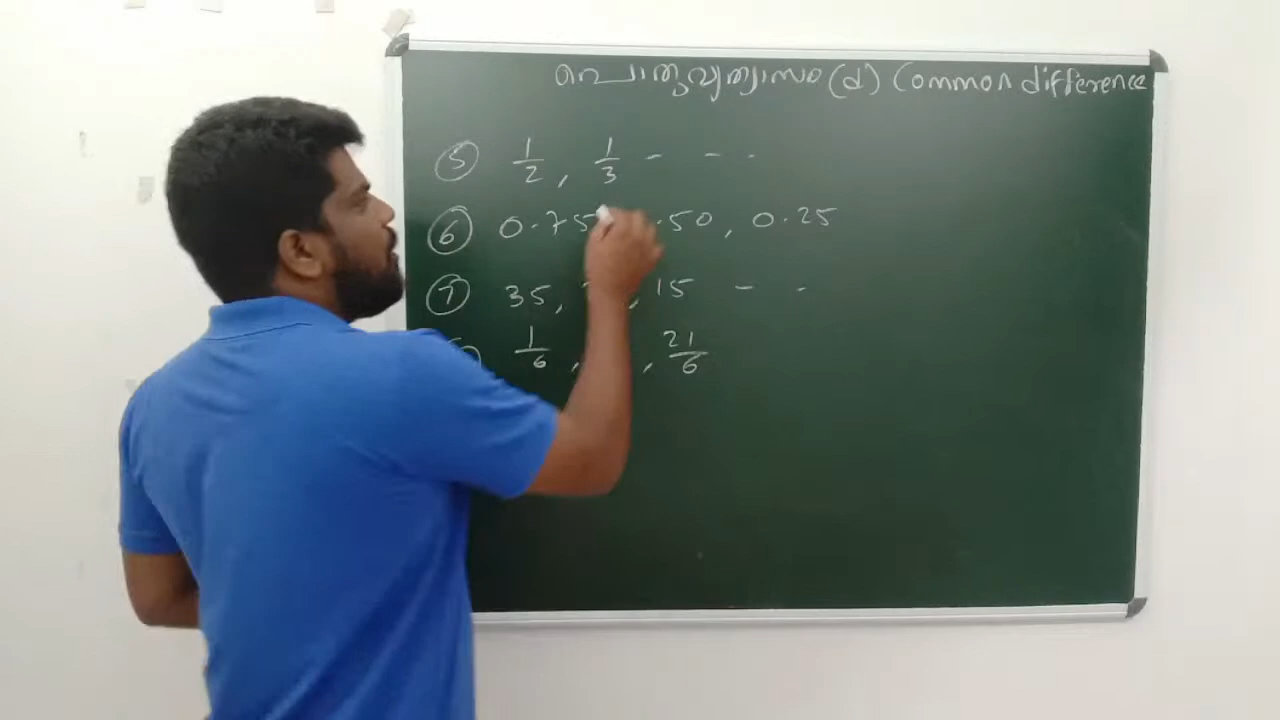 പൊതുവ്യത്യാസം (d) Common difference
⑤ 1/2, 1/3 - - -
⑥ 0.75 .50, 0.25
⑦ 35, , 15 - -
1/6, , 21/6